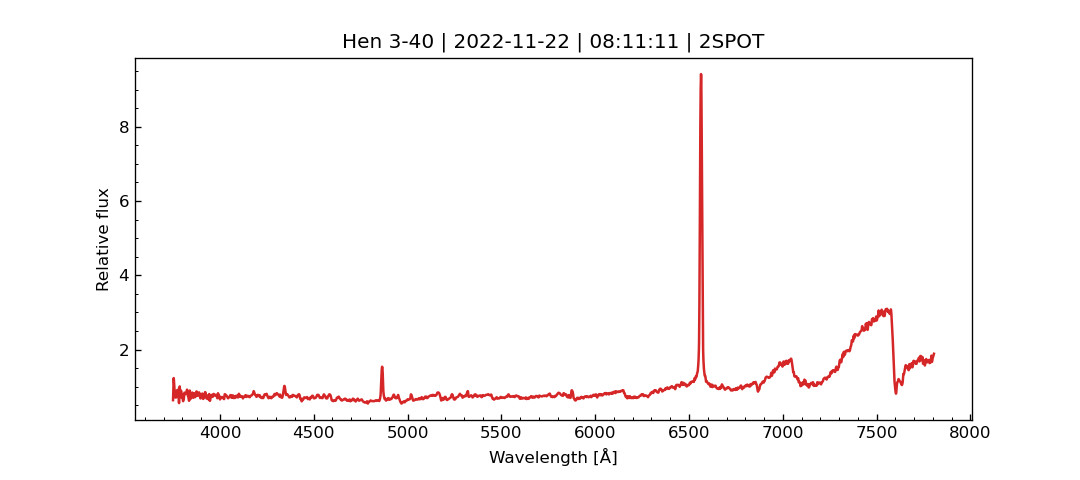 Hen 3-40 | 2022-11-22 | 08:11:11 | 2SPOT
8
6
4
2
Relative flux
4000 4500 5000 5500 6000 6500 7000 7500 8000
Wavelength [Å]